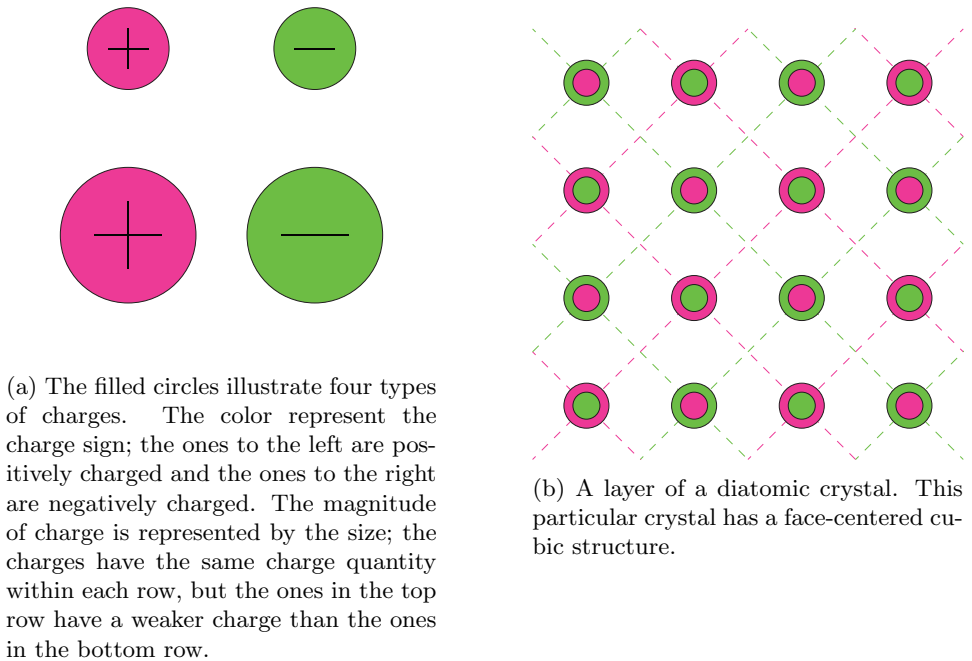 (a) The filled circles illustrate four types
of charges. The color represent the
charge sign; the ones to the left are pos-
itively charged and the ones to the right
are negatively charged. The magnitude
of charge is represented by the size; the
charges have the same charge quantity
within each row, but the ones in the top
row have a weaker charge than the ones
in the bottom row.
(b) A layer of a diatomic crystal. This
particular crystal has a face-centered cu-
bic structure.